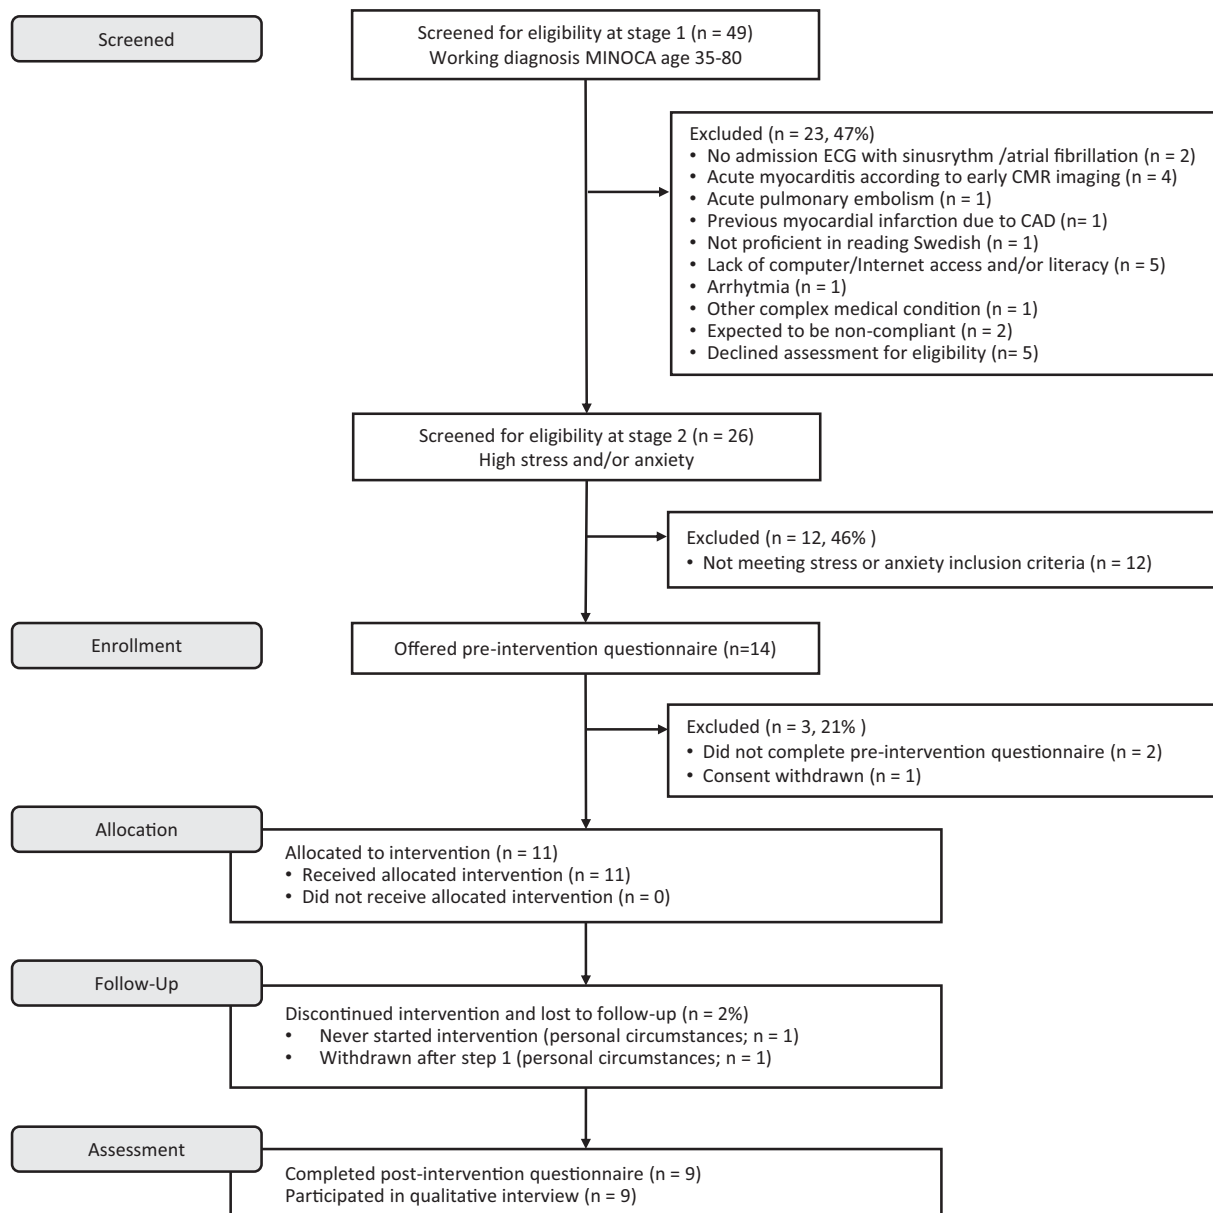 Screened
Screened for eligibility at stage 1 (n = 49)
Working diagnosis MINOCA age 35-80
Excluded (n = 23, 47%)
• No admission ECG with sinusrythm /atrial fibrillation (n = 2)
• Acute myocarditis according to early CMR imaging (n = 4)
• Acute pulmonary embolism (n = 1)
• Previous myocardial infarction due to CAD (n= 1)
• Not proficient in reading Swedish (n = 1)
• Lack of computer/Internet access and/or literacy (n = 5)
• Arrhytmia (n = 1)
• Other complex medical condition (n = 1)
• Expected to be non-compliant (n = 2)
• Declined assessment for eligibility (n= 5)
Screened for eligibility at stage 2 (n = 26)
High stress and/or anxiety
Excluded (n = 12, 46% )
• Not meeting stress or anxiety inclusion criteria (n = 12)
Enrollment
Offered pre-intervention questionnaire (n=14)
Excluded (n = 3, 21% )
• Did not complete pre-intervention questionnaire (n = 2)
• Consent withdrawn (n = 1)
Allocation
Allocated to intervention (n = 11)
• Received allocated intervention (n = 11)
• Did not receive allocated intervention (n = 0)
Follow-Up
Discontinued intervention and lost to follow-up (n = 2%)
• Never started intervention (personal circumstances; n = 1)
• Withdrawn after step 1 (personal circumstances; n = 1)
Assessment
Completed post-intervention questionnaire (n = 9)
Participated in qualitative interview (n = 9)